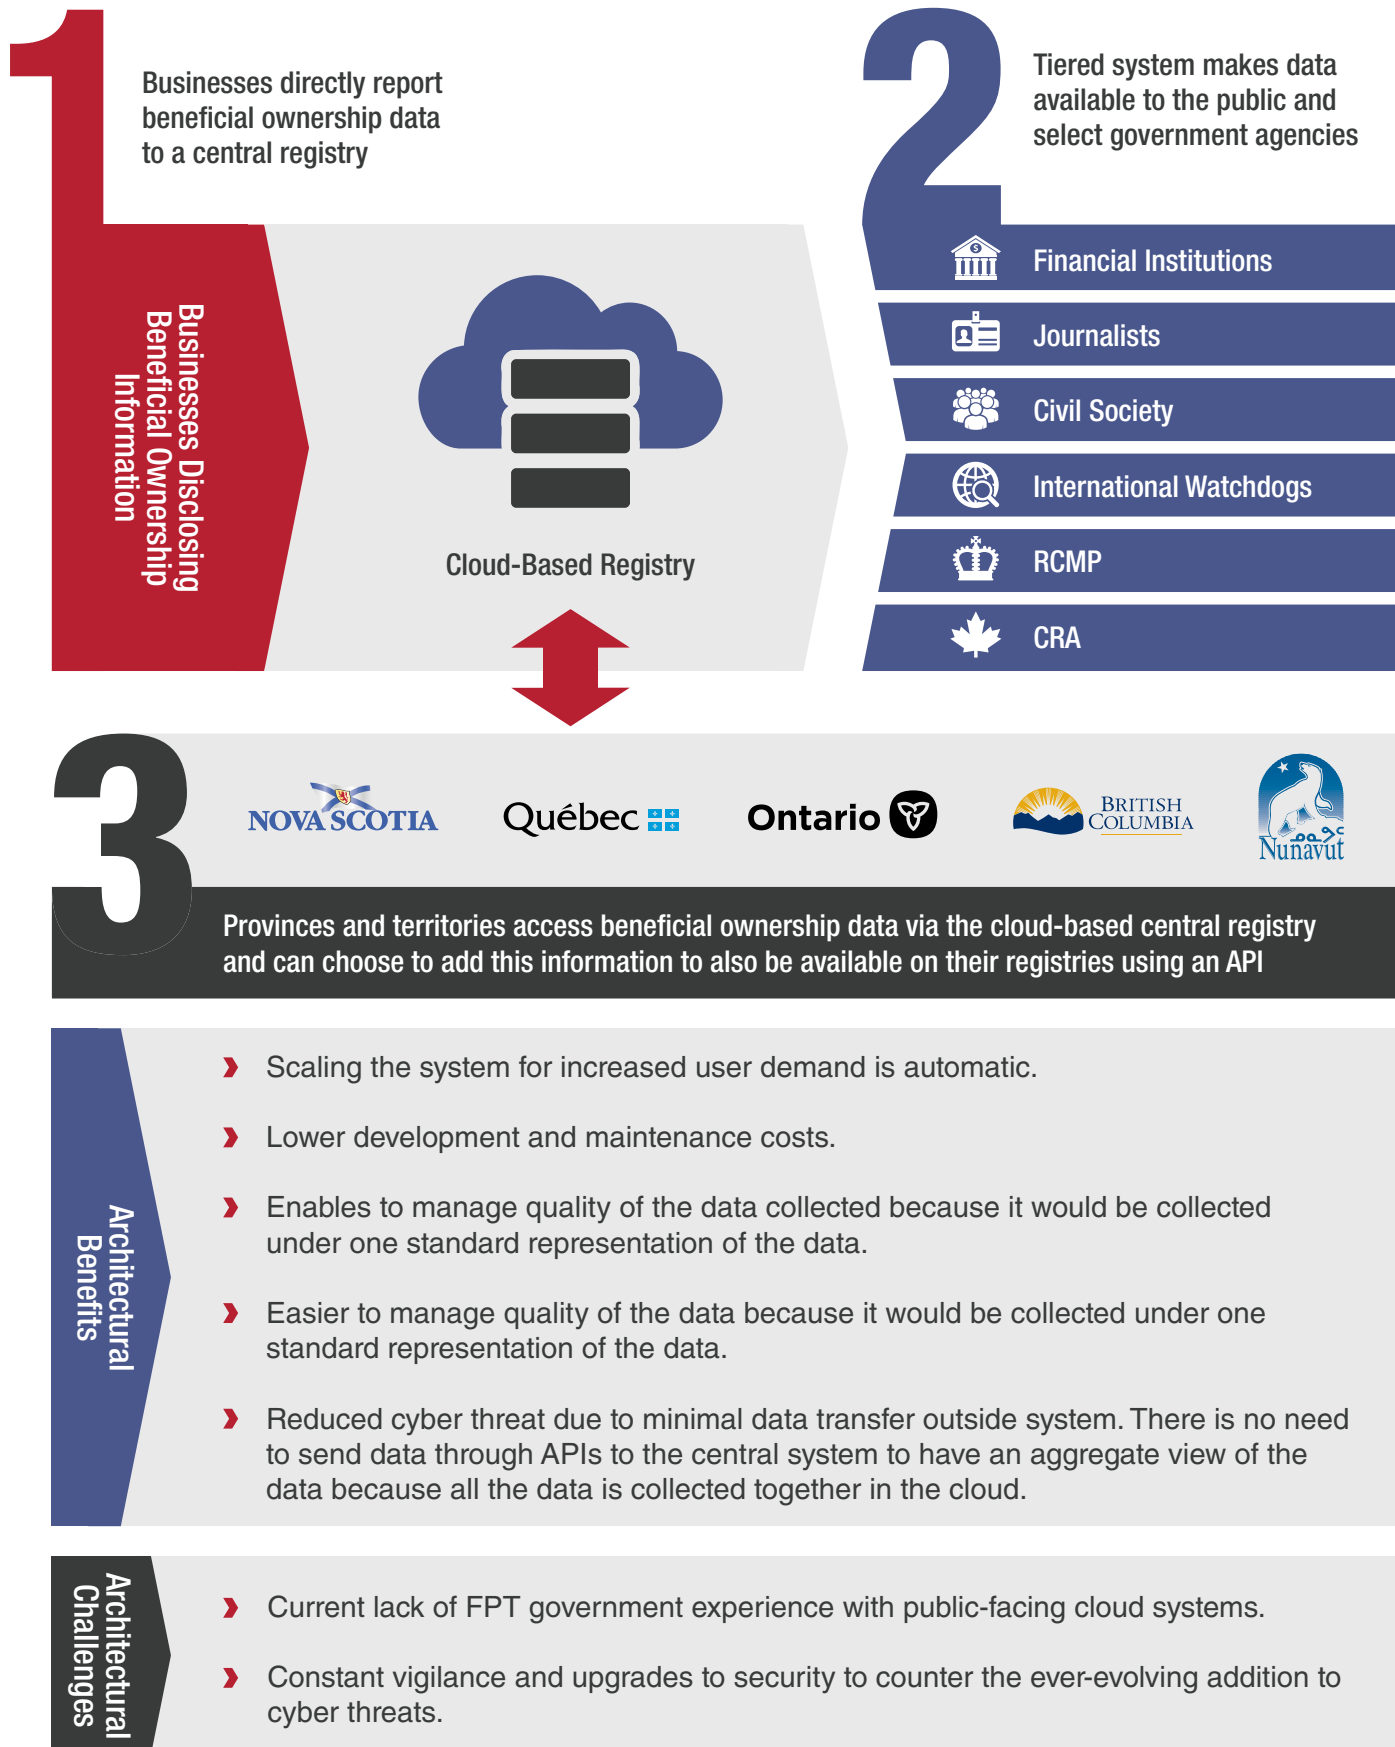 1
Businesses directly report
beneficial ownership data
to a central registry
2
Tiered system makes data
available to the public and
select government agencies
Businesses Disclosing
Beneficial Ownership
Information
Cloud-Based Registry
$
Financial Institutions
Journalists
Civil Society
International Watchdogs
RCMP
CRA
3
NOVA SCOTIA
Québec
Ontario
BRITISH
COLUMBIA
ᓄᓇᕗᑦ
Nunavut
Provinces and territories access beneficial ownership data via the cloud-based central registry
and can choose to add this information to also be available on their registries using an API
Architectural
Benefits
Scaling the system for increased user demand is automatic.
Lower development and maintenance costs.
Enables to manage quality of the data collected because it would be collected
under one standard representation of the data.
Easier to manage quality of the data because it would be collected under one
standard representation of the data.
Reduced cyber threat due to minimal data transfer outside system. There is no need
to send data through APIs to the central system to have an aggregate view of the
data because all the data is collected together in the cloud.
Architectural
Challenges
Current lack of FPT government experience with public-facing cloud systems.
Constant vigilance and upgrades to security to counter the ever-evolving addition to
cyber threats.